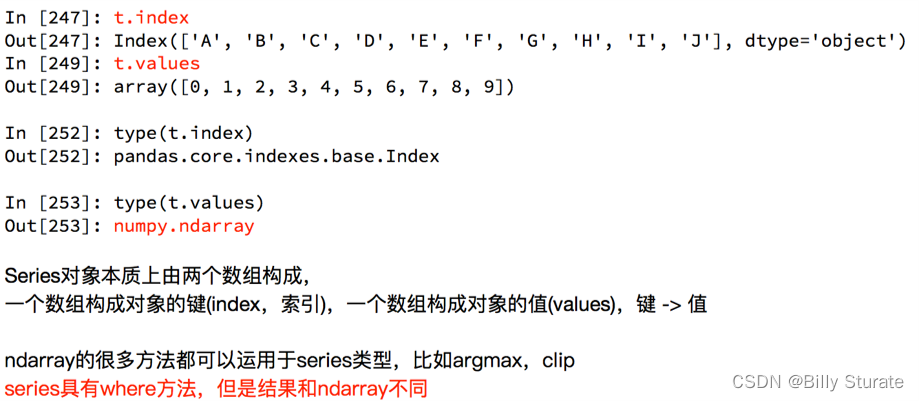 In [247]: t.index
Out[247]: Index(['A', 'B', 'C', 'D', 'E', 'F', 'G', 'H', 'I', 'J'], dtype='object')
In [249]: t.values
Out[249]: array([0, 1, 2, 3, 4, 5, 6, 7, 8, 9])
In [252]: type(t.index)
Out[252]: pandas.core.indexes.base.Index
In [253]: type(t.values)
Out[253]: numpy.ndarray
Series对象本质上由两个数组构成，
一个数组构成对象的键(index，索引)，一个数组构成对象的值(values)，键 -> 值
ndarray的很多方法都可以运用于series类型，比如argmax，clip
series具有where方法，但是结果和ndarray不同
CSDN @Billy Sturate